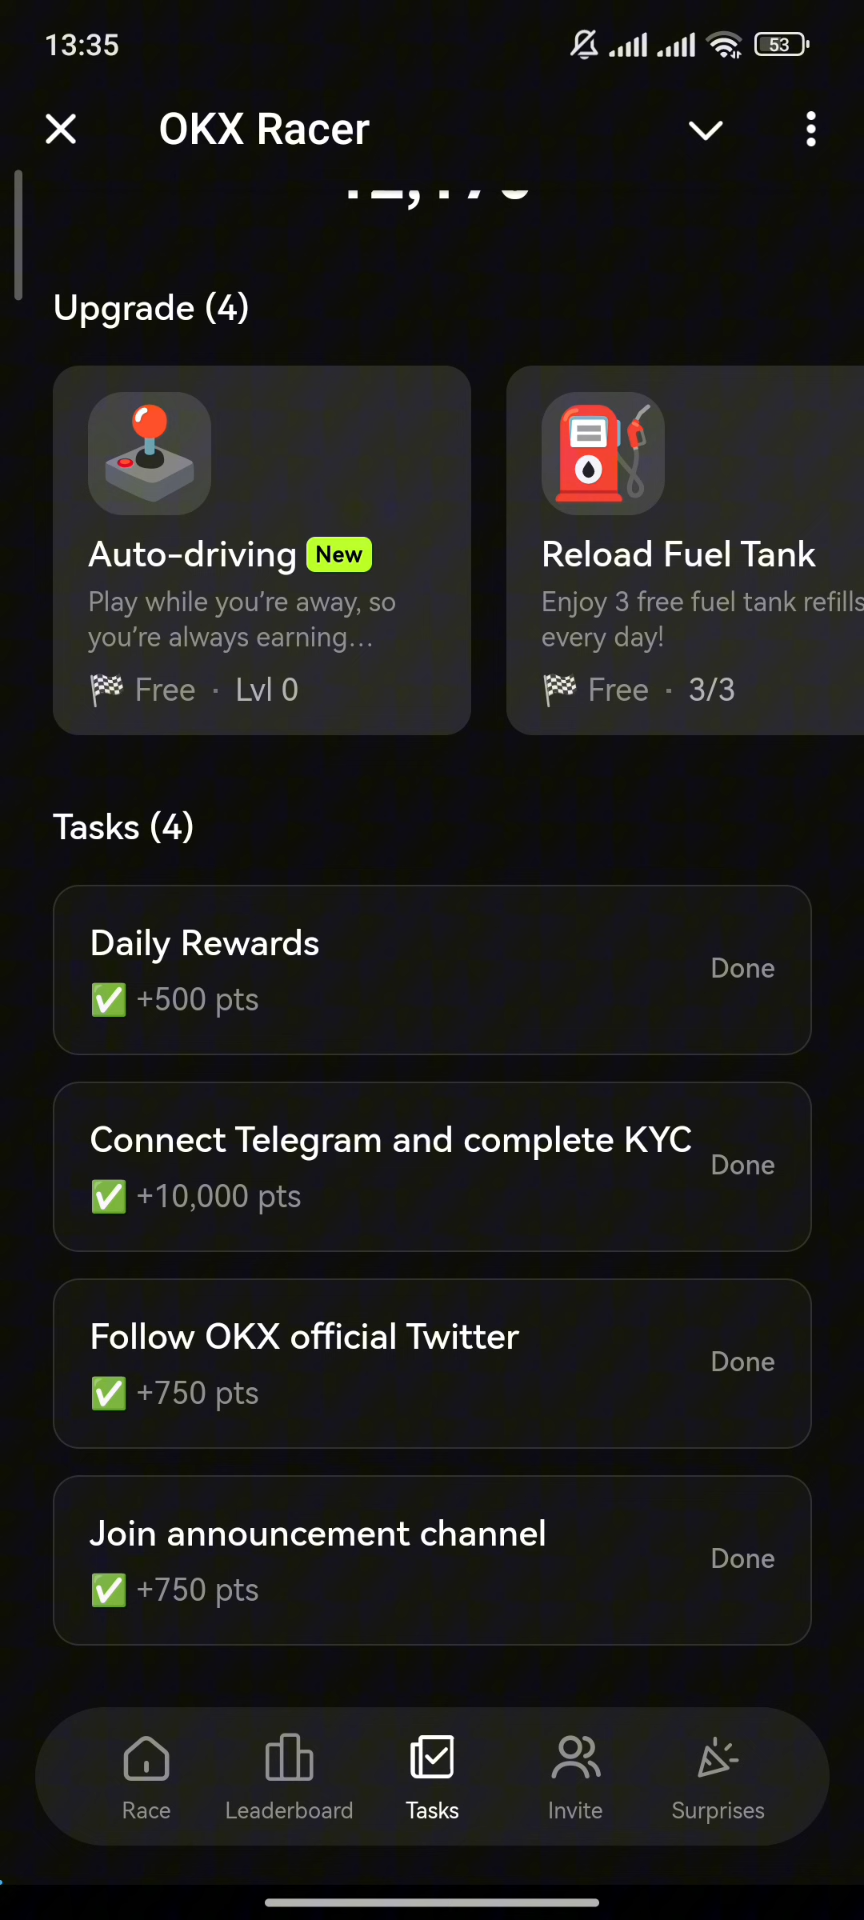 13:35
53
OKX Racer
Upgrade (4)
Auto-driving New
Play while you're away, so
you're always earning...
Free · Lvl 0
Reload Fuel Tank
Enjoy 3 free fuel tank refills
every day!
Free · 3/3
Tasks (4)
Daily Rewards
+500 pts
Done
Connect Telegram and complete KYC
+10,000 pts
Done
Follow OKX official Twitter
+750 pts
Done
Join announcement channel
+750 pts
Done
Race
Leaderboard
Tasks
Invite
Surprises